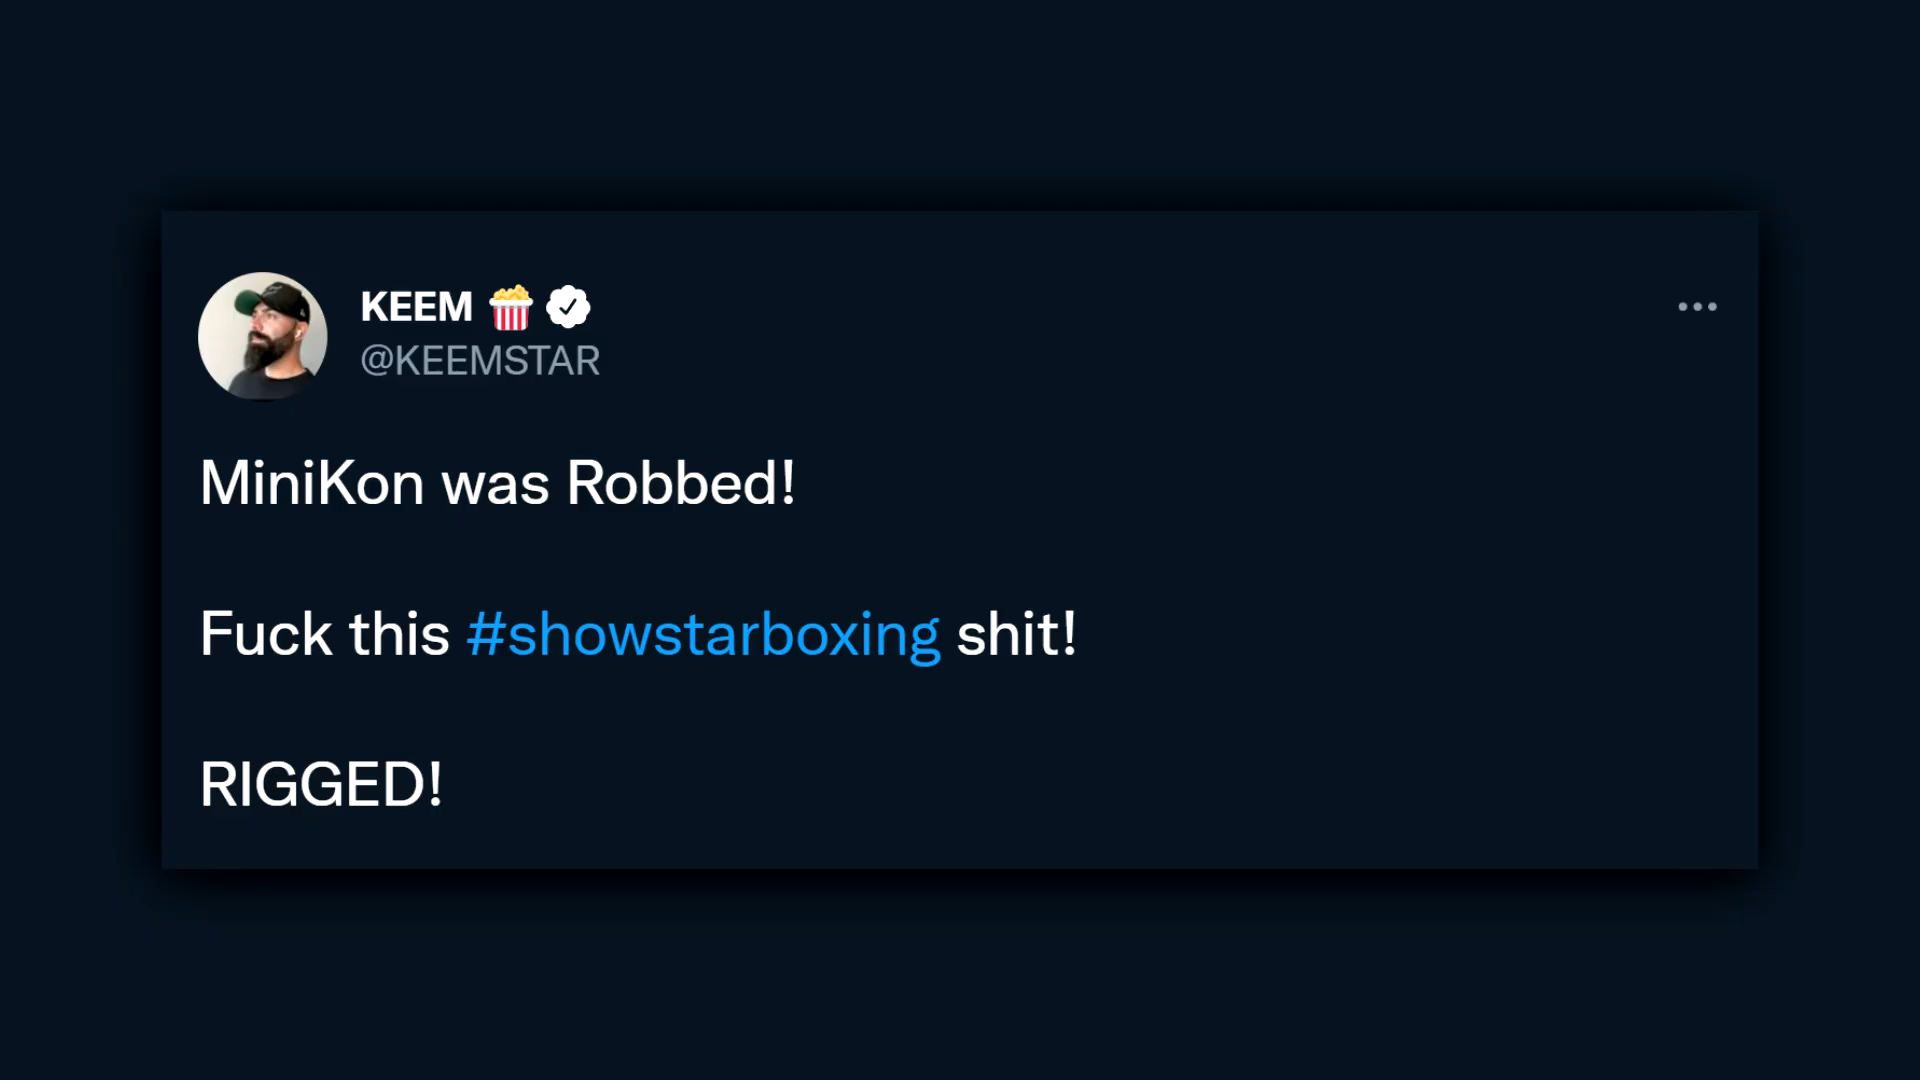 KEEM 🍿
@KEEMSTAR
MiniKon was Robbed!
Fuck this #showstarboxing shit!
RIGGED!